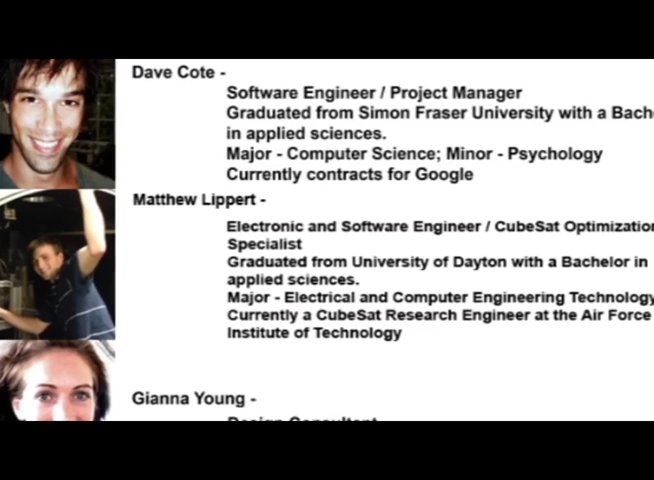 Dave Cote -
Software Engineer / Project Manager
Graduated from Simon Fraser University with a
in applied sciences.
Major - Computer Science; Minor - Psychology
Currently contracts for Google
Matthew Lippert -
Electronic and Software Engineer / CubeSat
Specialist
Graduated from University of Dayton with a Bachelor in
applied sciences.
Major - Electrical and Computer Engineering Technology
Currently a CubeSat Research Engineer at the Air Force
Institute of Technology
Gianna Young -
Design Consultant